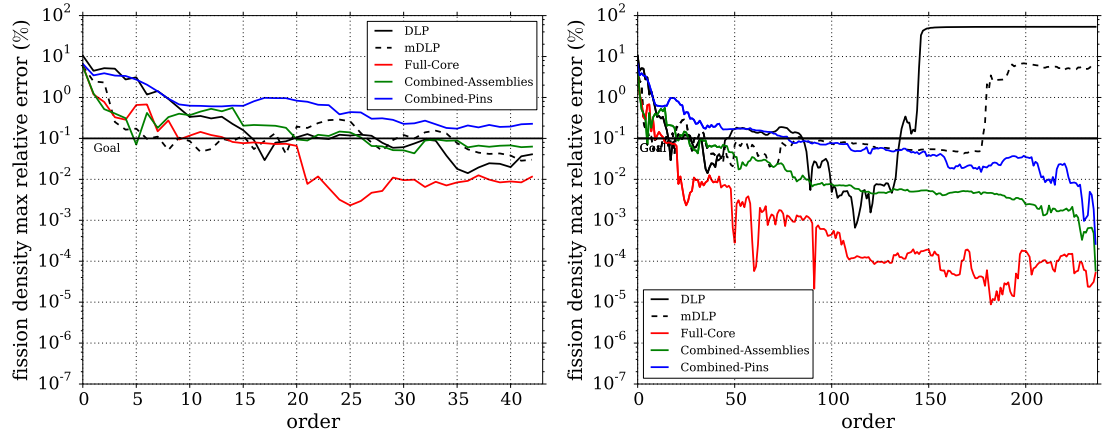 fission density max relative error (%)
10^2
10^1
10^0
10^-1
10^-2
10^-3
10^-4
10^-5
10^-6
10^-7
DLP
mDLP
Full-Core
Combined-Assemblies
Combined-Pins
Goal
0 5 10 15 20 25 30 35 40
order
fission density max relative error (%)
10^2
10^1
10^0
10^-1
10^-2
10^-3
10^-4
10^-5
10^-6
10^-7
Goal
DLP
mDLP
Full-Core
Combined-Assemblies
Combined-Pins
0 50 100 150 200
order